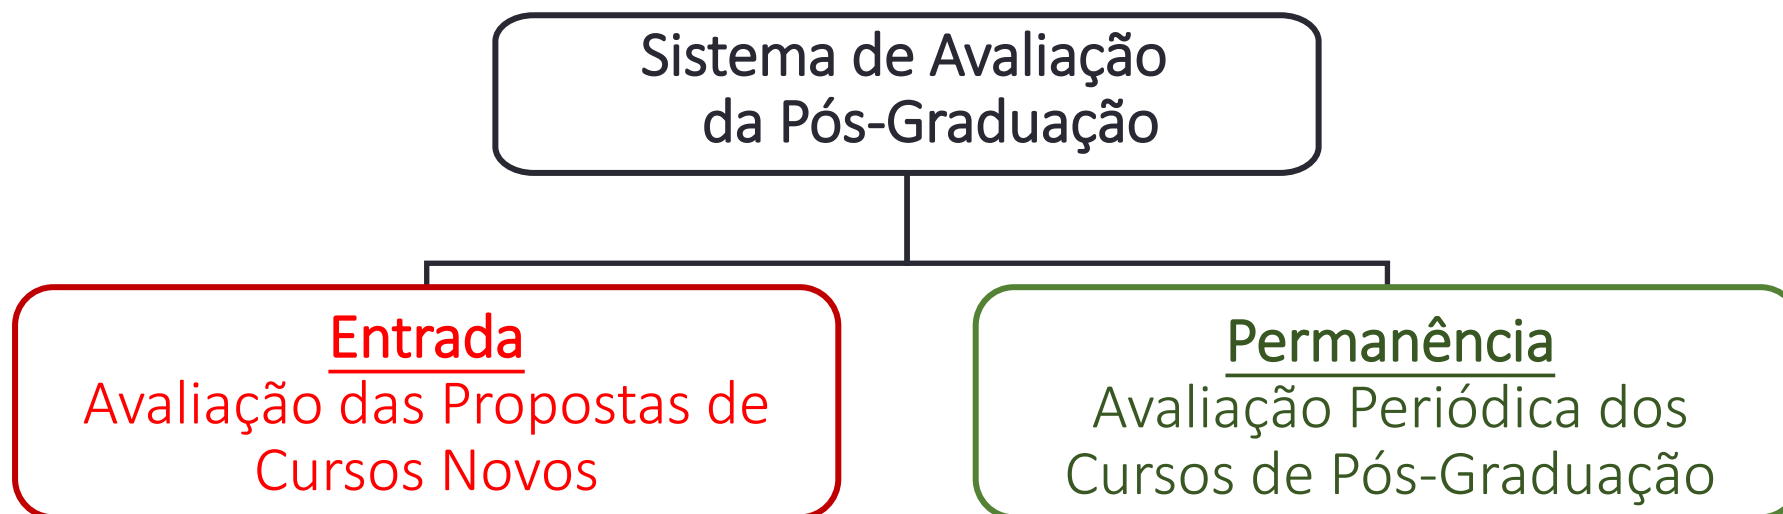 Sistema de Avaliação
da Pós-Graduação
Entrada
Avaliação das Propostas de
Cursos Novos
Permanência
Avaliação Periódica dos
Cursos de Pós-Graduação